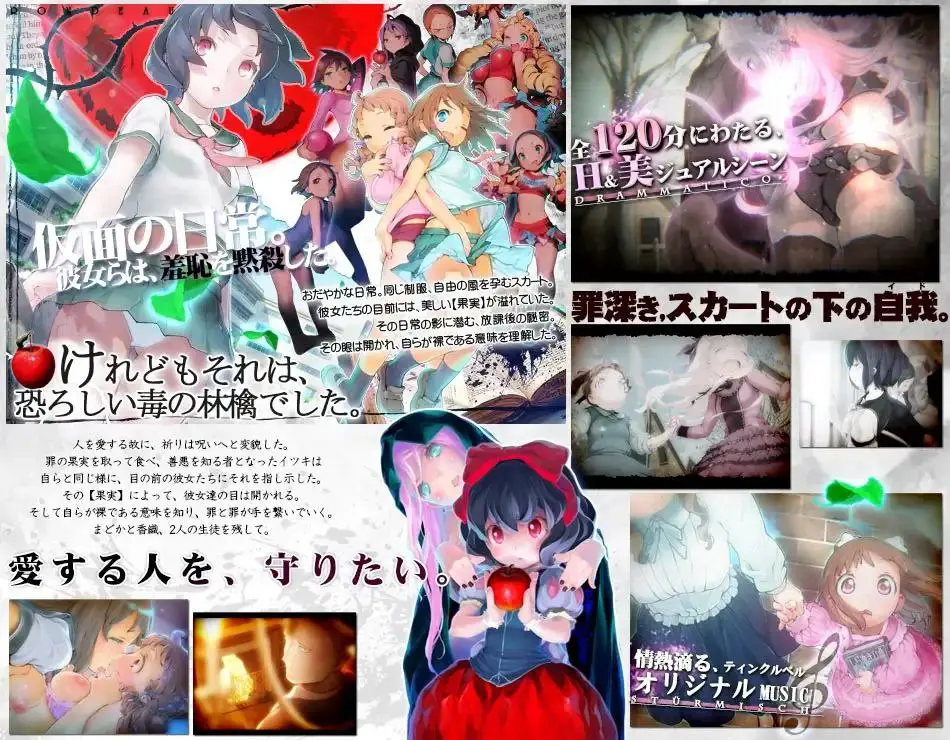 RONDEAU
仮面の日常。
彼女らは、羞恥を黙殺した。
おだやかな日常。同じ制服、自由の風を孕むスカート。
彼女たちの目前には、美しい【果実】が溢れていた。
その日常の影に潜む、放課後の秘密。
その眼は開かれ、自らが裸である意味を理解した。
けれどもそれは、
恐ろしい毒の林檎でした。
全120分にわたる、
H&美ジュアルシーン
DRAMMATICO
罪深き、スカートの下の自我。
イド
人を愛する故に、祈りは呪いへと変貌した。
罪の果実を取って食べ、善悪を知る者となったイツキは
自らと同じ様に、目の前の彼女たちにそれを指し示した。
その【果実】によって、彼女達の目は開かれる。
そして自らが裸である意味を知り、罪と罪が手を繋いでいく。
まどかと香織、2人の生徒を残して。
愛する人を、守りたい。
情熱滴る、ティンクルベル
オリジナルMUSIC
STÜRMISCH